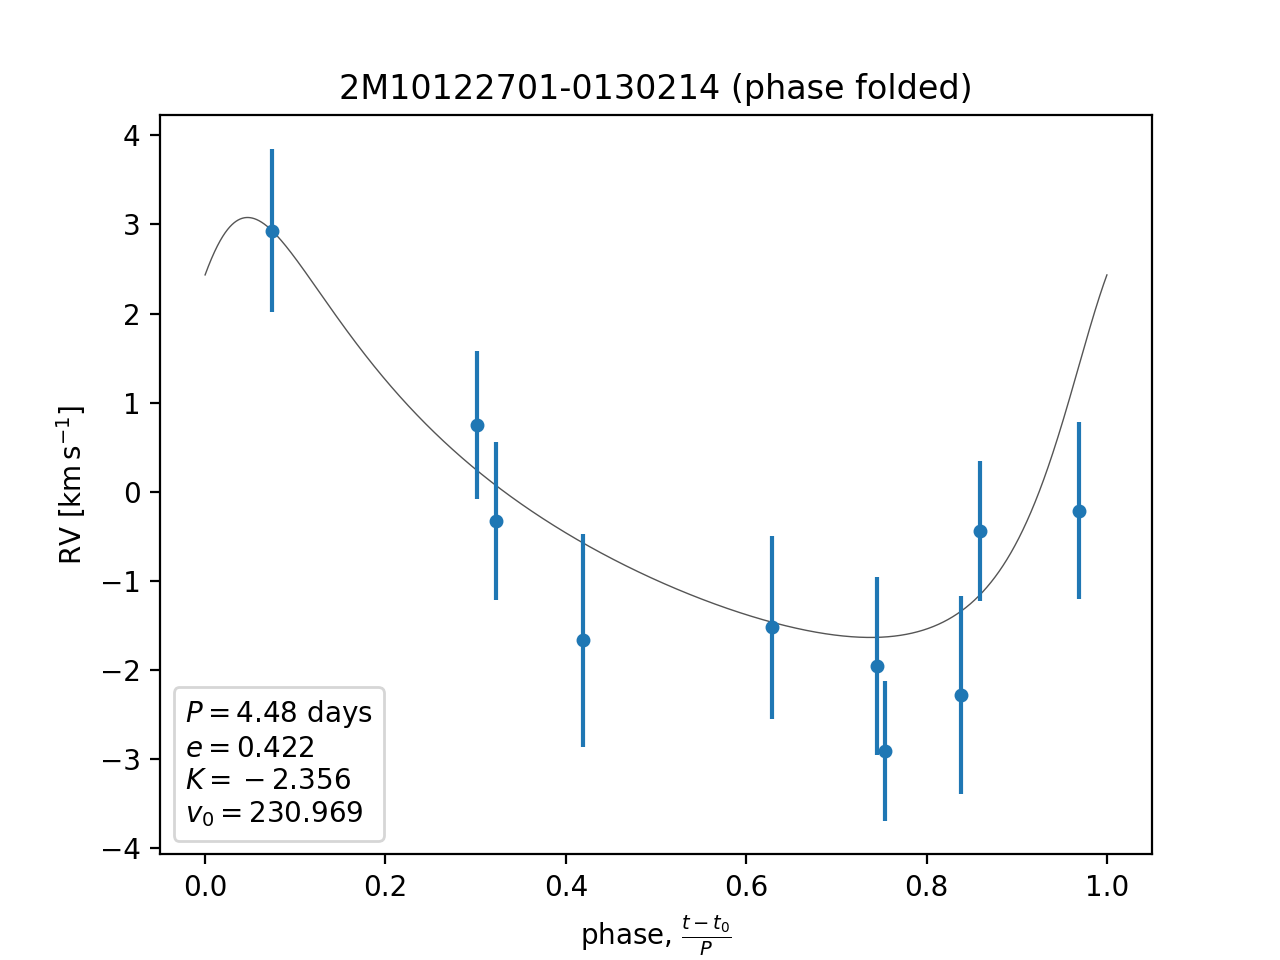 2M10122701-0130214 (phase folded)
4
3
2
1
0
−1
−2
−3
−4
RV [km s⁻¹]
P = 4.48 days
e = 0.422
K = −2.356
v₀ = 230.969
0.0 0.2 0.4 0.6 0.8 1.0
phase, (t − t₀)/P